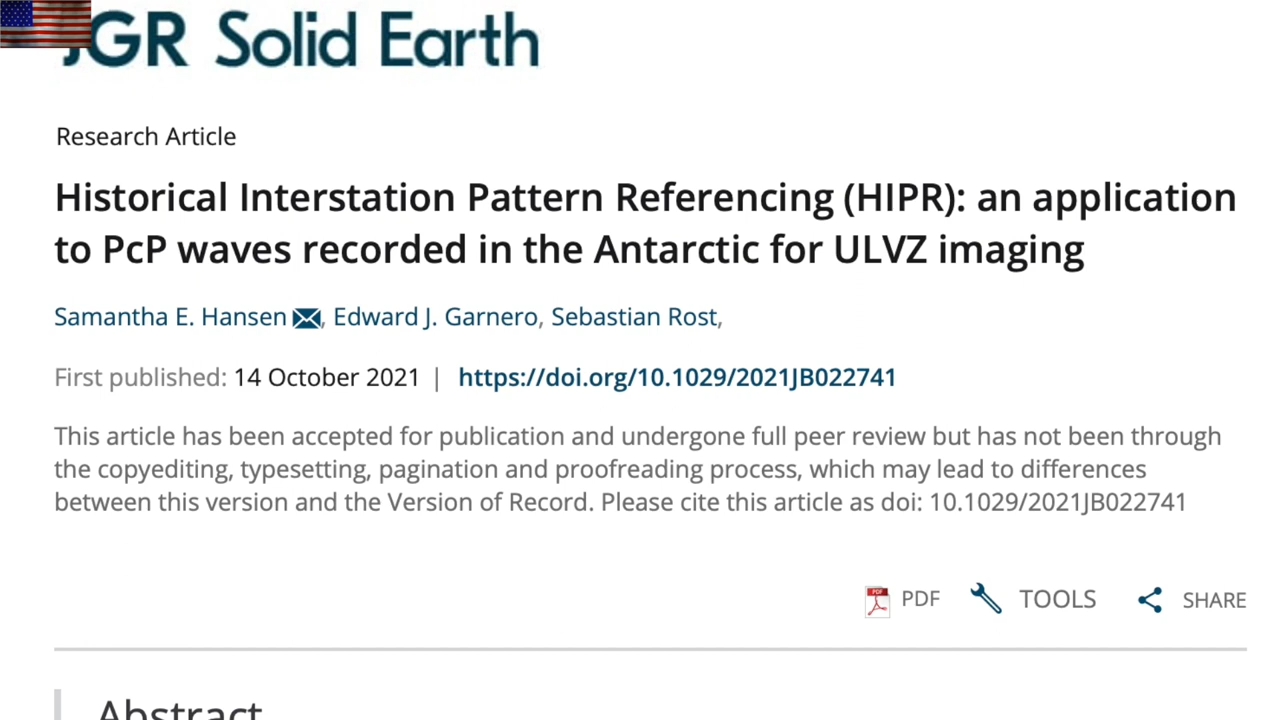 JGR Solid Earth
Research Article
Historical Interstation Pattern Referencing (HIPR): an application
to PcP waves recorded in the Antarctic for ULVZ imaging
Samantha E. Hansen, Edward J. Garnero, Sebastian Rost,
First published: 14 October 2021 | https://doi.org/10.1029/2021JB022741
This article has been accepted for publication and undergone full peer review but has not been through
the copyediting, typesetting, pagination and proofreading process, which may lead to differences
between this version and the Version of Record. Please cite this article as doi: 10.1029/2021JB022741
PDF TOOLS SHARE
Abstract